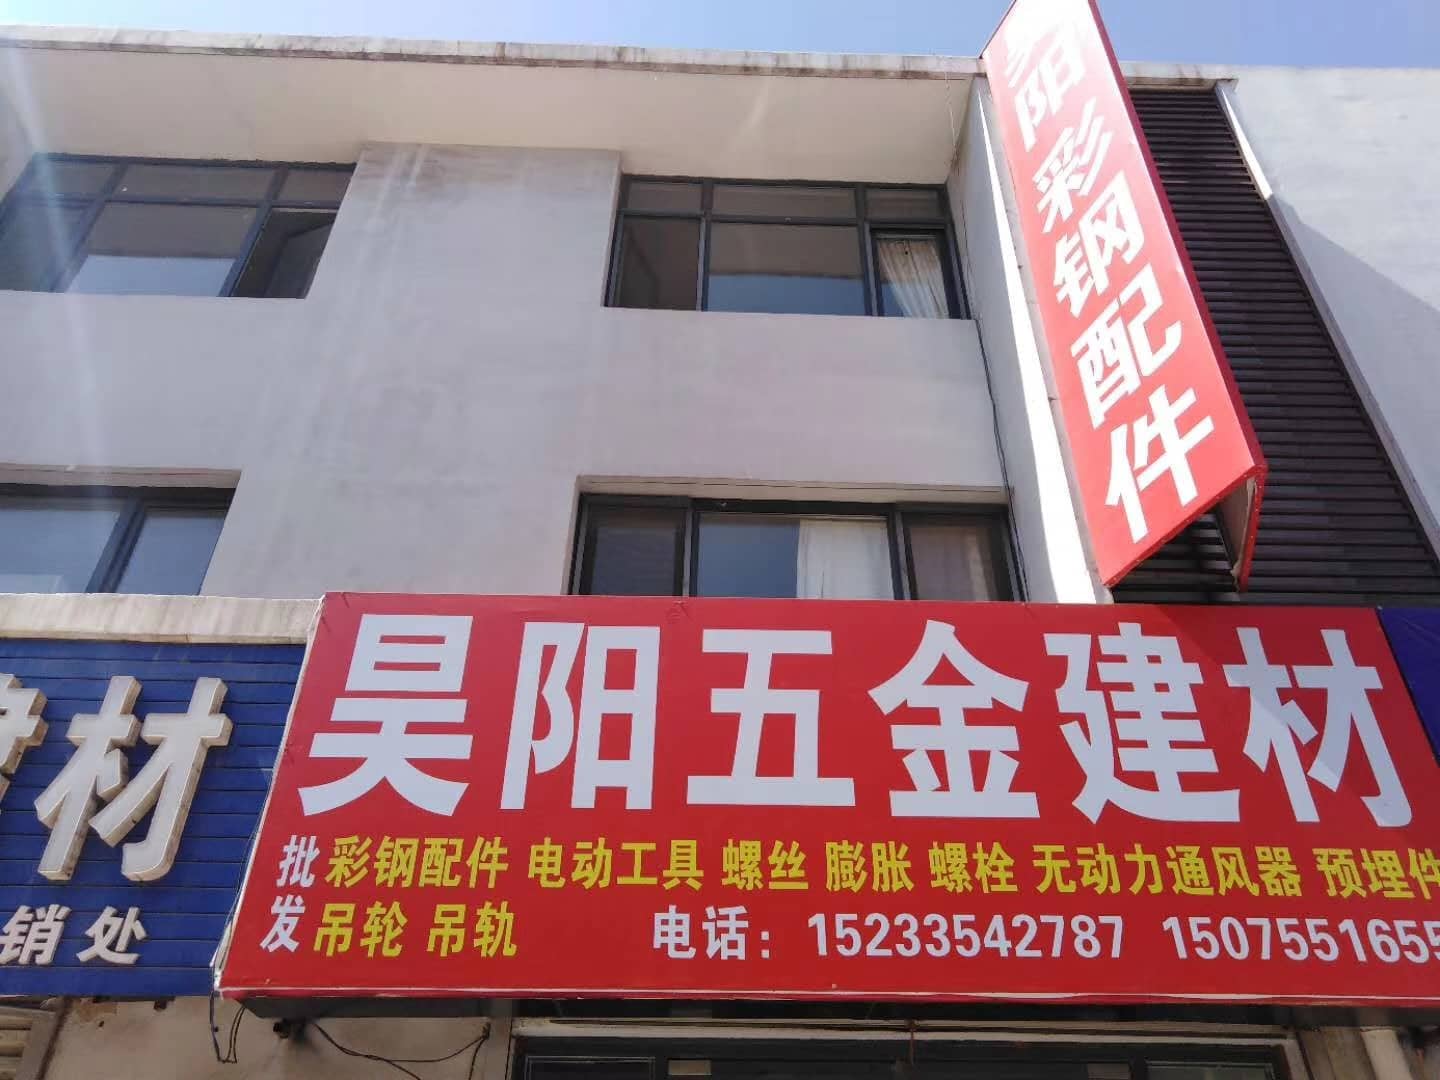 阳彩钢配件
昊阳五金建材
批发
彩钢配件 电动工具 螺丝 膨胀 螺栓 无动力通风器 预埋件
吊轮 吊轨
电话：15233542787 1507551655
建材
销处